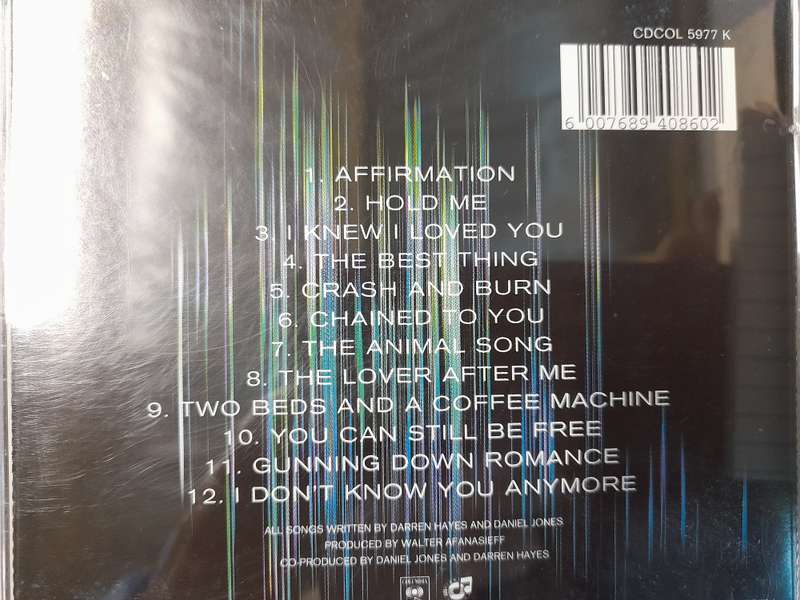 CDCOL 5977 K
6 007689 408602
1. AFFIRMATION
2. HOLD ME
3. I KNEW I LOVED YOU
4. THE BEST THING
5. CRASH AND BURN
6. CHAINED TO YOU
7. THE ANIMAL SONG
8. THE LOVER AFTER ME
9. TWO BEDS AND A COFFEE MACHINE
10. YOU CAN STILL BE FREE
11. GUNNING DOWN ROMANCE
12. I DON'T KNOW YOU ANYMORE
ALL SONGS WRITTEN BY DARREN HAYES AND DANIEL JONES
PRODUCED BY WALTER AFANASIEFF
CO-PRODUCED BY DANIEL JONES AND DARREN HAYES